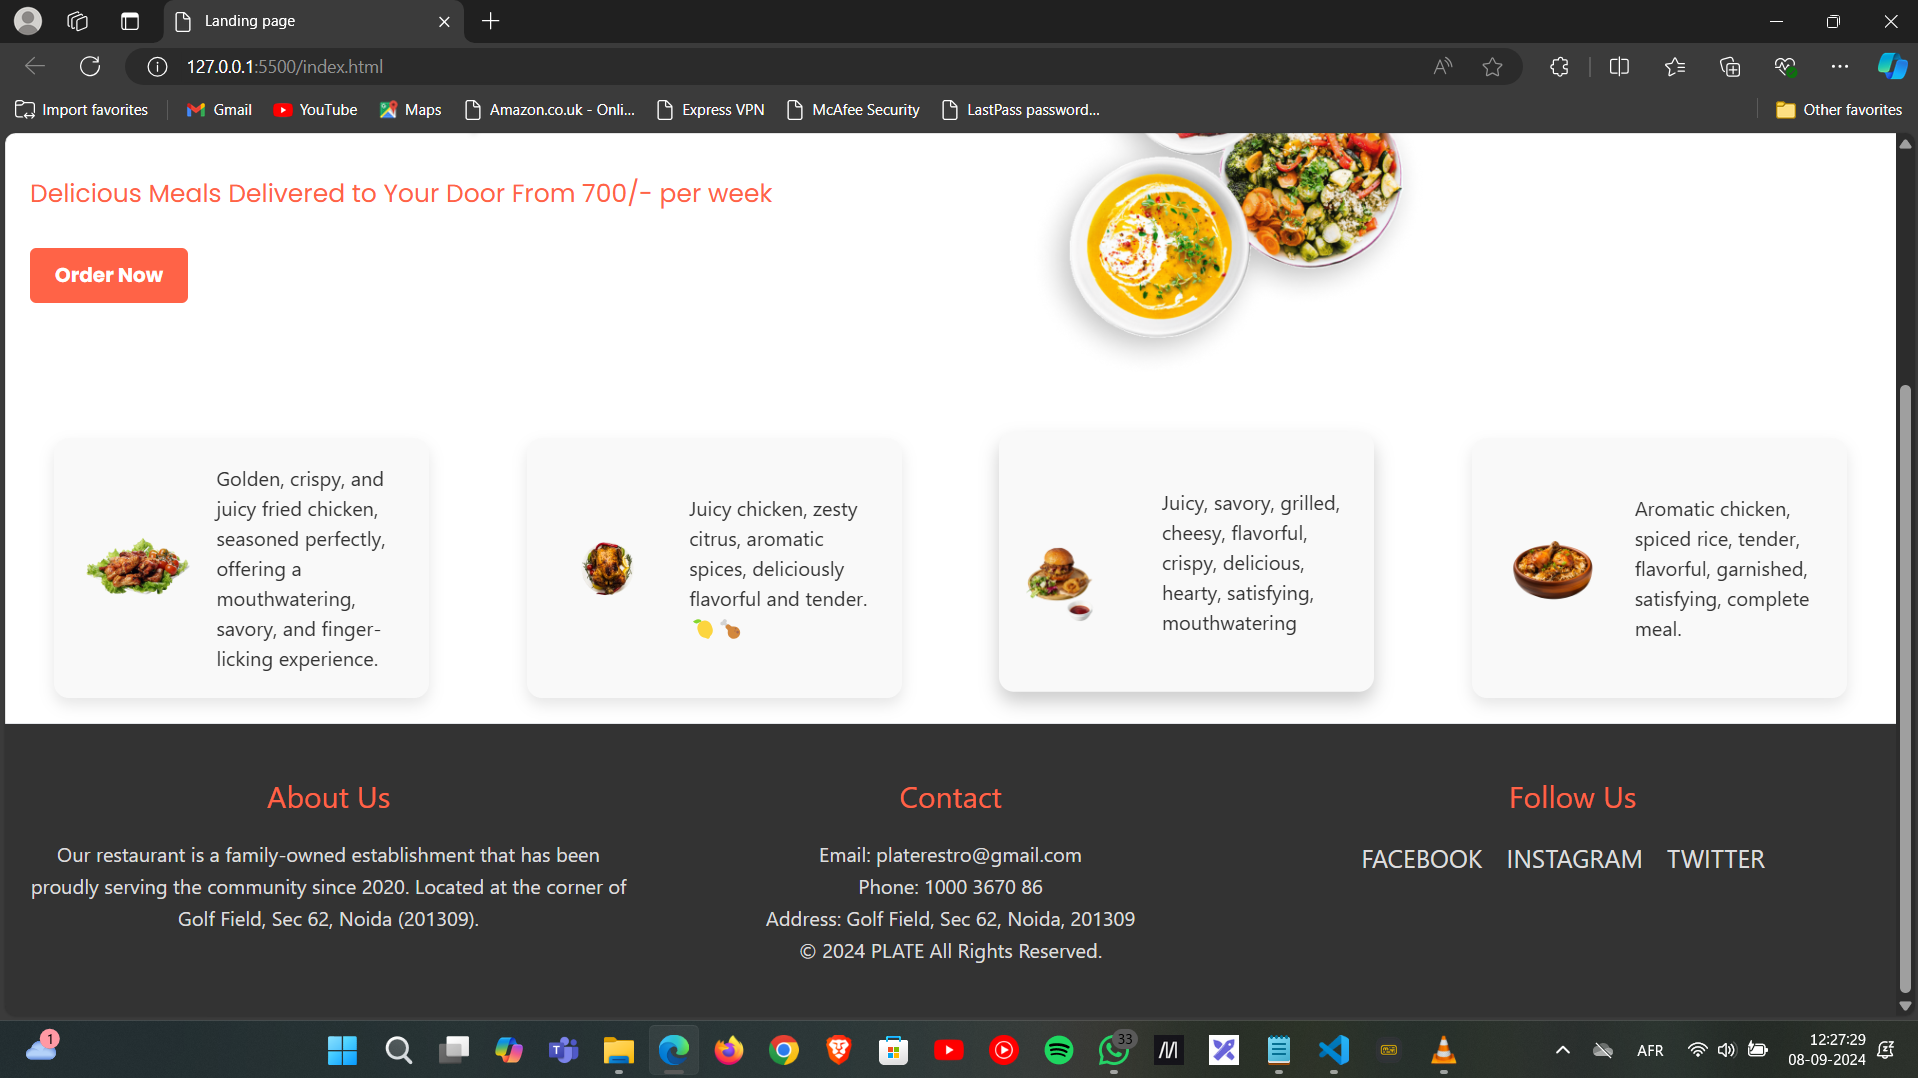 Landing page
127.0.0.1:5500/index.html
Import favorites
Gmail
YouTube
Maps
Amazon.co.uk - Onli...
Express VPN
McAfee Security
LastPass password...
Other favorites
Delicious Meals Delivered to Your Door From 700/- per week
Order Now
Golden, crispy, and
juicy fried chicken,
seasoned perfectly,
offering a
mouthwatering,
savory, and finger-
licking experience.
Juicy chicken, zesty
citrus, aromatic
spices, deliciously
flavorful and tender.
🍋 🍗
Juicy, savory, grilled,
cheesy, flavorful,
crispy, delicious,
hearty, satisfying,
mouthwatering
Aromatic chicken,
spiced rice, tender,
flavorful, garnished,
satisfying, complete
meal.
About Us
Our restaurant is a family-owned establishment that has been
proudly serving the community since 2020. Located at the corner of
Golf Field, Sec 62, Noida (201309).
Contact
Email: platerestro@gmail.com
Phone: 1000 3670 86
Address: Golf Field, Sec 62, Noida, 201309
© 2024 PLATE All Rights Reserved.
Follow Us
FACEBOOK INSTAGRAM TWITTER
1
33
AFR
12:27:29
08-09-2024